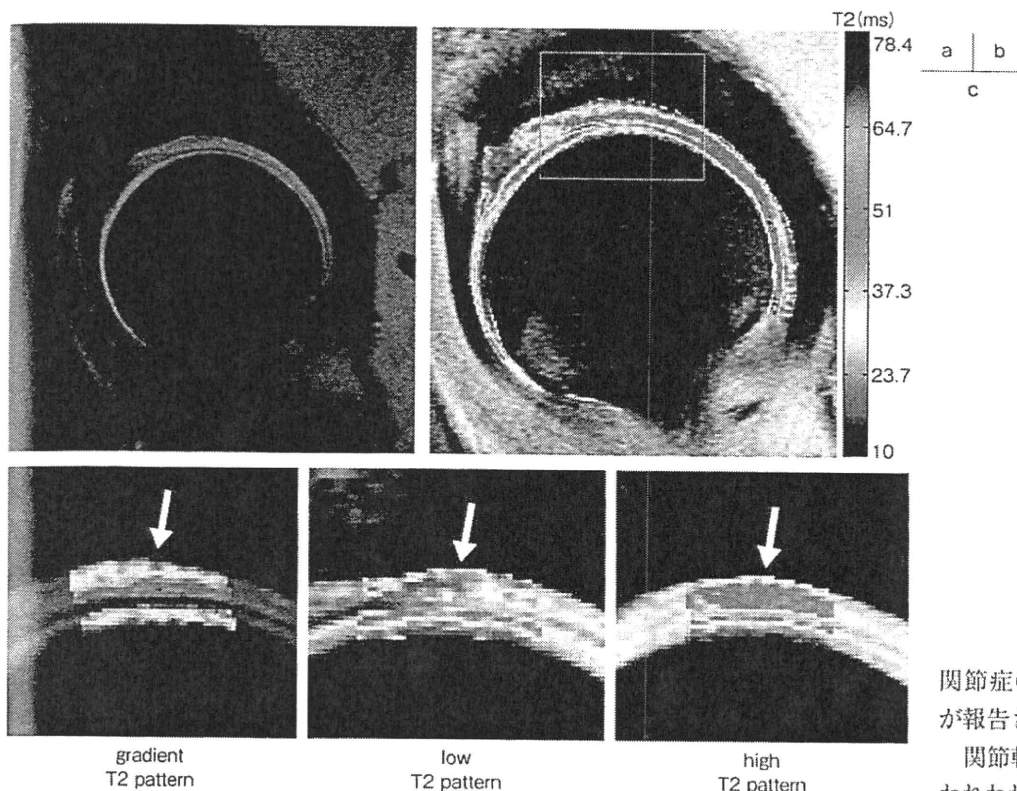 T2(ms)
78.4
64.7
51
37.3
23.7
10
a b
c
gradient
T2 pattern
low
T2 pattern
high
T2 pattern
関節症
が報告
関節